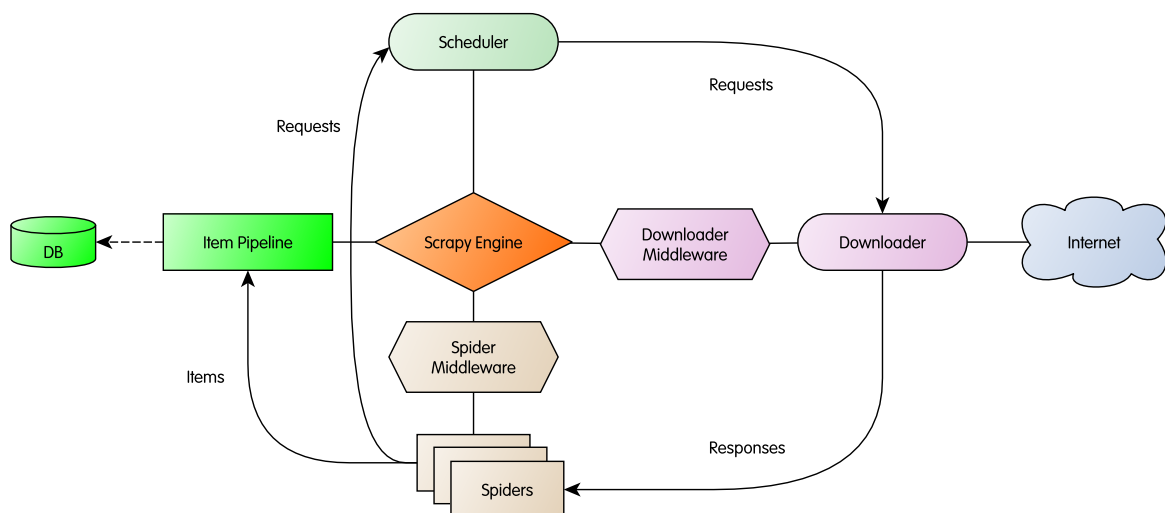 Scheduler
Requests
Requests
DB
Item Pipeline
Scrapy Engine
Downloader
Middleware
Downloader
Internet
Spider
Middleware
Items
Responses
Spiders